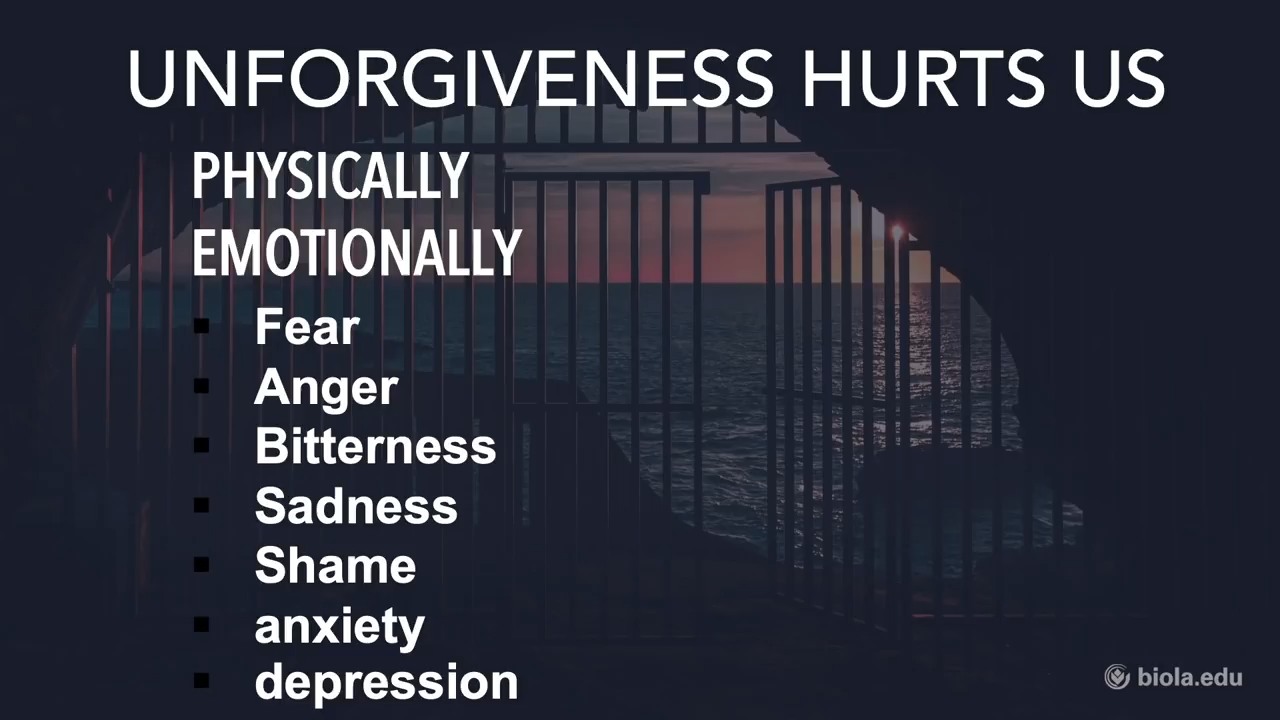 UNFORGIVENESS HURTS US
PHYSICALLY
EMOTIONALLY
Fear
Anger
Bitterness
Sadness
Shame
anxiety
depression
biola.edu